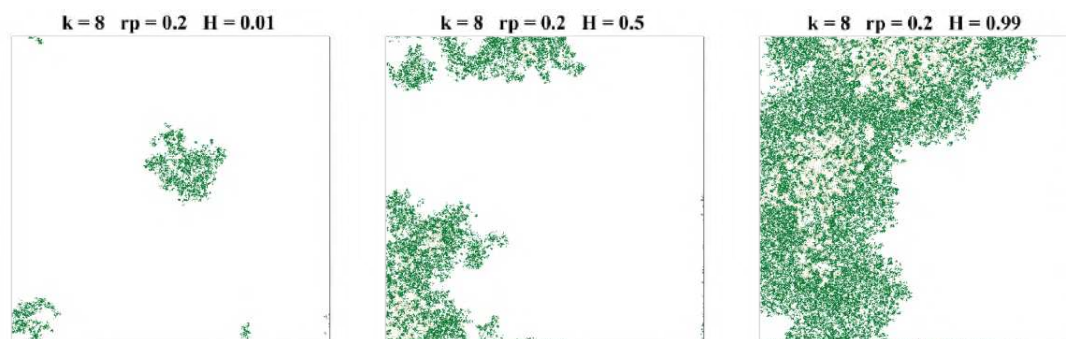 k = 8 rp = 0.2 H = 0.01
k = 8 rp = 0.2 H = 0.5
k = 8 rp = 0.2 H = 0.99